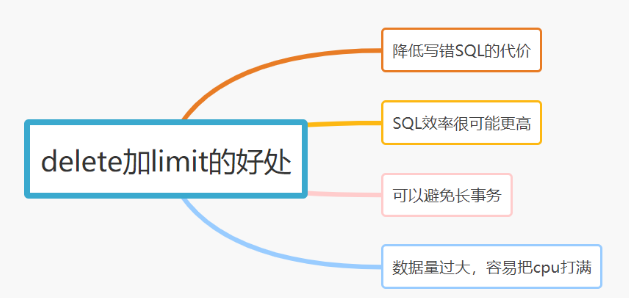 delete加limit的好处
降低写错SQL的代价
SQL效率很可能更高
可以避免长事务
数据量过大，容易把cpu打满